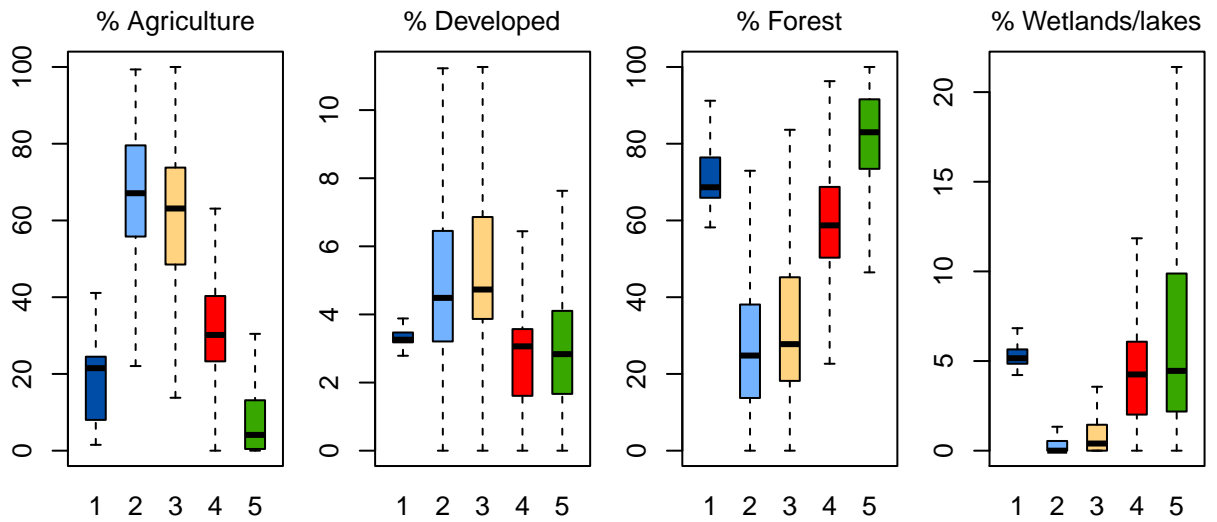 % Agriculture
% Developed
% Forest
% Wetlands/lakes
0 20 40 60 80 100
0 2 4 6 8 10
0 20 40 60 80 100
0 5 10 15 20
1 2 3 4 5
1 2 3 4 5
1 2 3 4 5
1 2 3 4 5